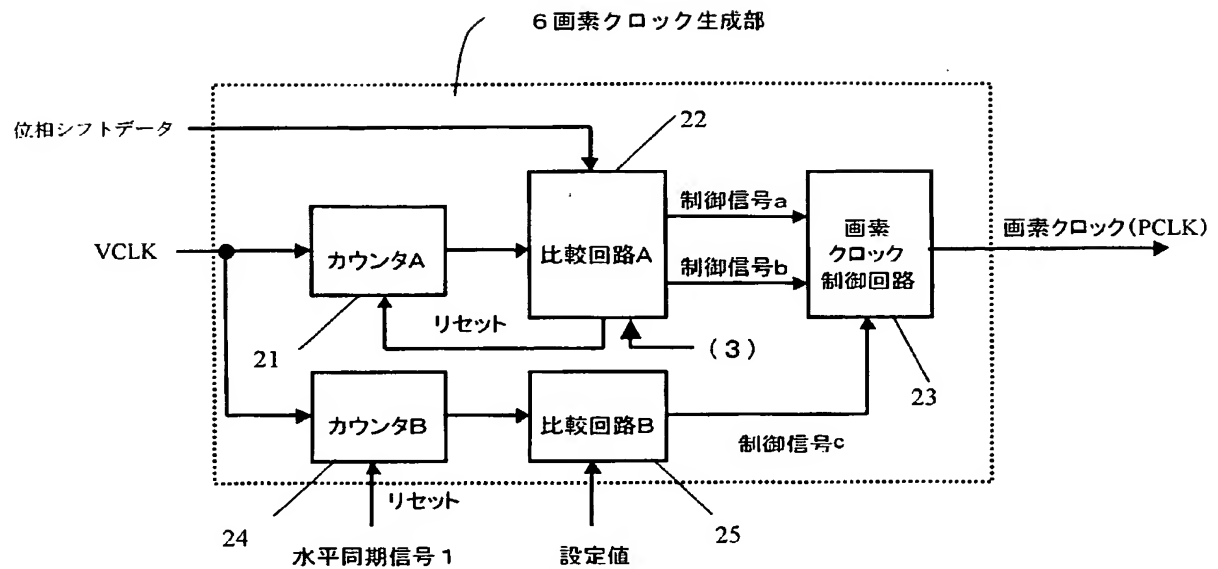 6画素クロック生成部
位相シフトデータ
22
制御信号a
画素
クロック
制御回路
画素クロック(PCLK)
VCLK
カウンタA
比較回路A
制御信号b
リセット
(3)
21
23
カウンタB
比較回路B
制御信号c
24
リセット
25
水平同期信号1
設定値